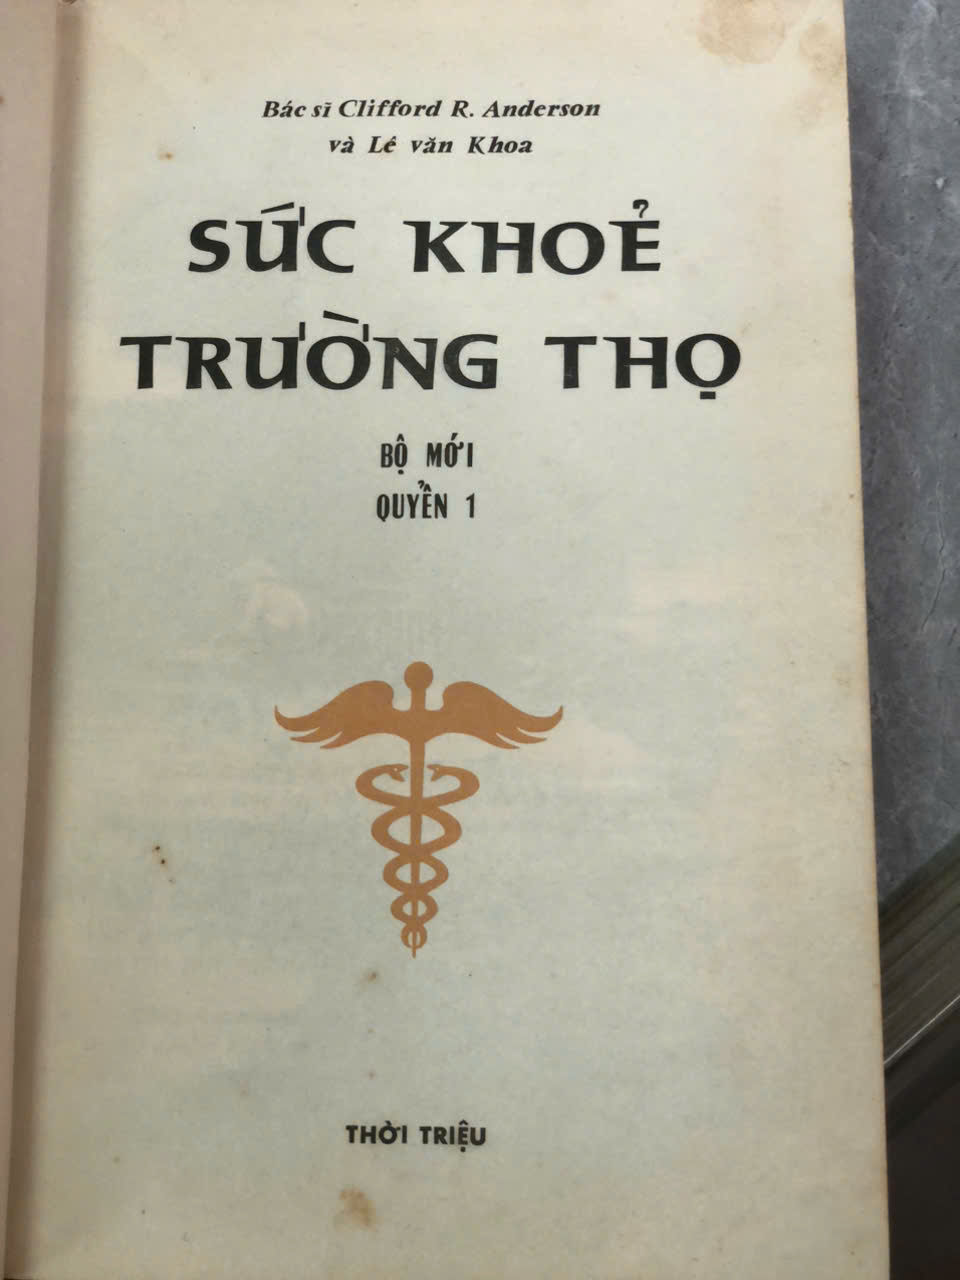 Bác sĩ Clifford R. Anderson
và Lê văn Khoa
SỨC KHOẺ
TRƯỜNG THỌ
BỘ MỚI
QUYỂN 1
THỜI TRIỆU